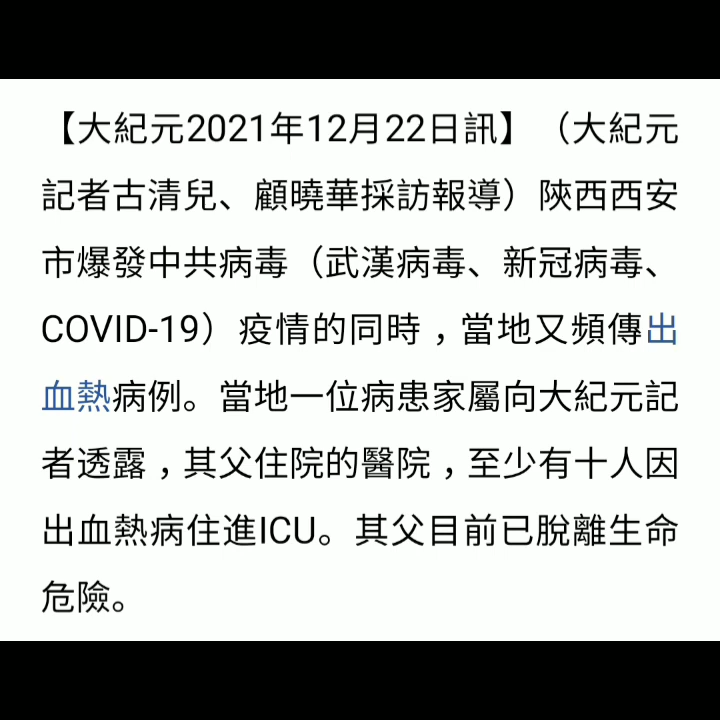 【大紀元2021年12月22日訊】（大紀元
記者古清兒、顧曉華採訪報導）陝西西安
市爆發中共病毒（武漢病毒、新冠病毒、
COVID-19）疫情的同時，當地又頻傳出
血熱病例。當地一位病患家屬向大紀元記
者透露，其父住院的醫院，至少有十人因
出血熱病住進ICU。其父目前已脫離生命
危險。